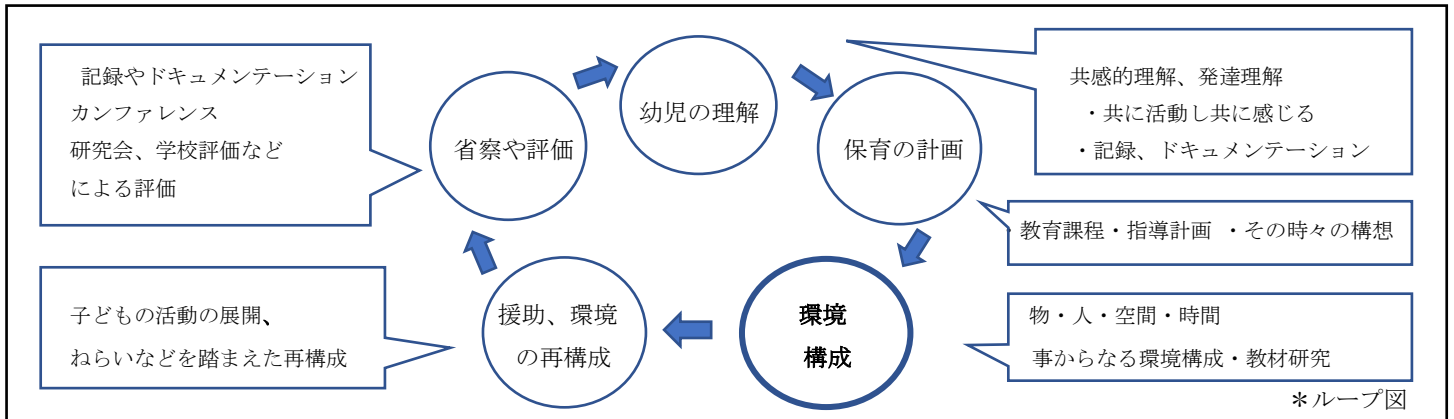 記録やドキュメンテーション
カンファレンス
研究会、学校評価など
による評価
省察や評価
幼児の理解
保育の計画
共感的理解、発達理解
・共に活動し共に感じる
・記録、ドキュメンテーション
教育課程・指導計画 ・その時々の構想
子どもの活動の展開、
ねらいなどを踏まえた再構成
援助、環境
の再構成
環境
構成
物・人・空間・時間
事からなる環境構成・教材研究
＊ループ図